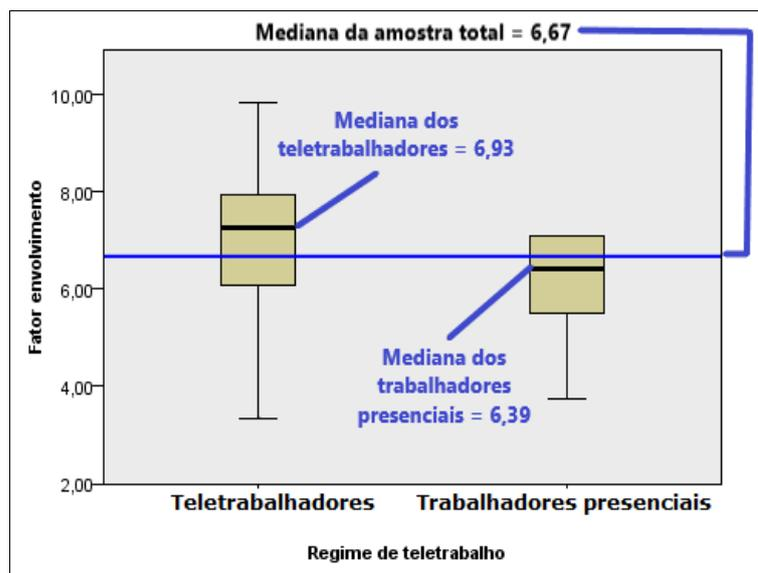 Mediana da amostra total = 6,67
10,00
Mediana dos
teletrabalhadores = 6,93
8,00
6,00
Mediana dos
trabalhadores
presenciais = 6,39
4,00
2,00
Fator envolvimento
Teletrabalhadores
Trabalhadores presenciais
Regime de teletrabalho